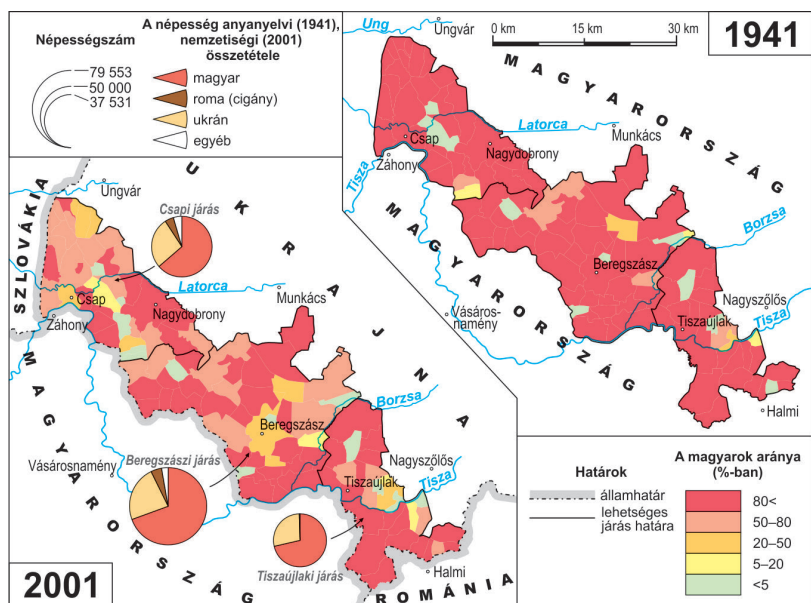 Népességszám
79 553
50 000
37 531
A népesség anyanyelvi (1941),
nemzetiségi (2001)
összetétele
magyar
roma (cigány)
ukrán
egyéb
1941
0 km
15 km
30 km
Ung
Ungvár
MAGYARORSZÁG
Latorca
Munkács
Csap
Nagydobrony
Záhony
Tisza
MAGYARORSZÁG
Borzsa
Beregszász
Vásáros-
namény
Nagyszőlős
Tiszaújlak
Tisza
Halmi
SZLOVÁKIA
UKRAJNA
Ungvár
Csapi járás
Latorca
Munkács
Csap
Záhony
Nagydobrony
MAGYARORSZÁG
Borzsa
Beregszász
Beregszászi járás
Vásárosnamény
Nagyszőlős
Tiszaújlak
Tisza
Tiszaújlaki járás
Halmi
ROMÁNIA
2001
Határok
államhatár
lehetséges
járás határa
A magyarok aránya
(%-ban)
80<
50–80
20–50
5–20
<5